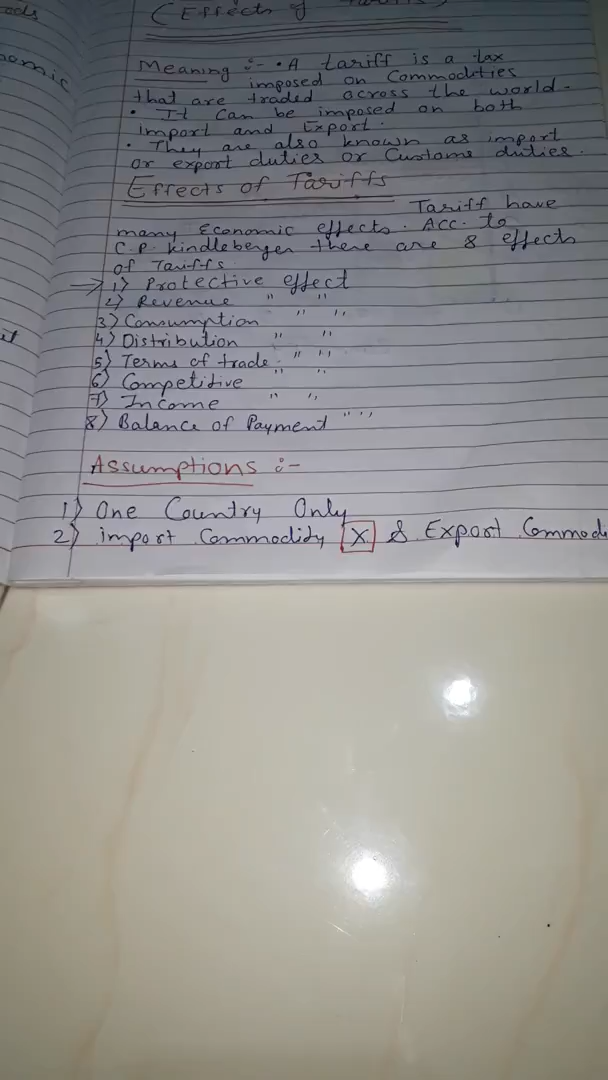 (Effects of
Meaning :- • A tariff is a tax
imposed on Commodities
that are traded across the world.
• It Can be imposed on both
import and Export.
• They are also known as import
or export duties or Customs duties.
Effects of Tariffs
Tariff have
many Economic effects. Acc. to
C.P. Kindleberger there are 8 effects
of Tariffs.
→ 1) Protective effect
2) Revenue " "
3) Consumption " "
4) Distribution " "
5) Terms of trade " "
6) Competitive " "
7) Income " "
8) Balance of Payment " "
Assumptions :-
1) One Country Only
2) import Commodity X & Export Commodi